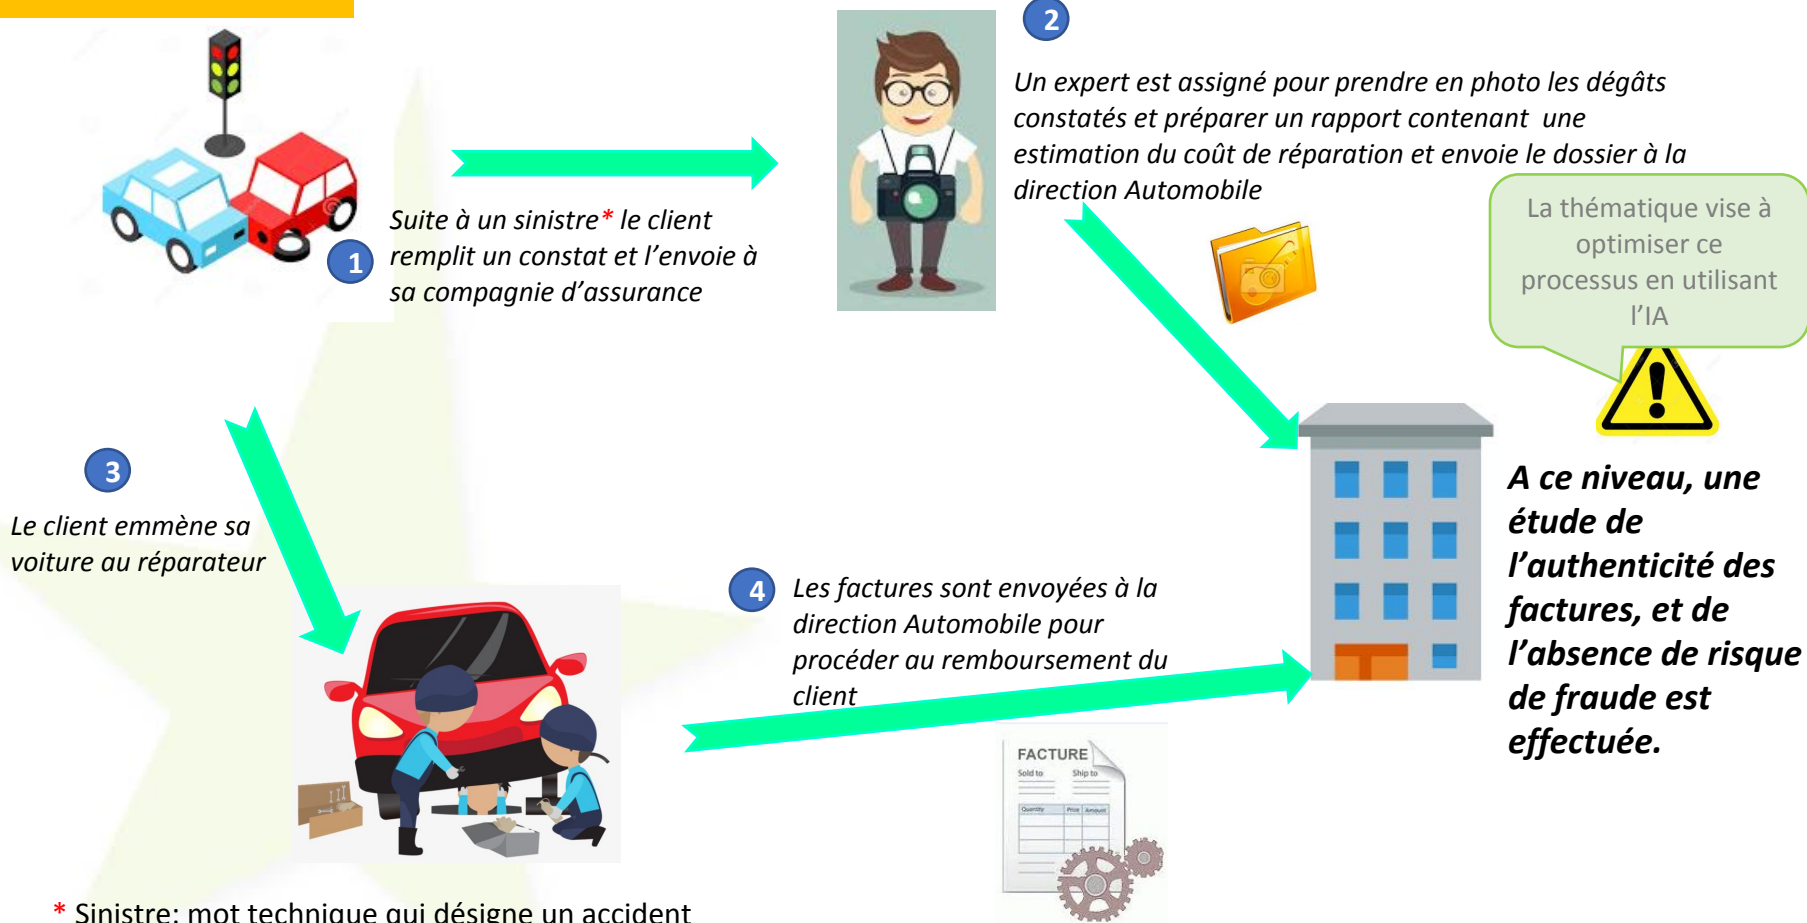 2
Un expert est assigné pour prendre en photo les dégâts
constatés et préparer un rapport contenant  une
estimation du coût de réparation et envoie le dossier à la
direction Automobile
La thématique vise à
optimiser ce
processus en utilisant
l'IA
1
Suite à un sinistre* le client
remplit un constat et l'envoie à
sa compagnie d'assurance
3
Le client emmène sa
voiture au réparateur
4
Les factures sont envoyées à la
direction Automobile pour
procéder au remboursement du
client
A ce niveau, une
étude de
l'authenticité des
factures, et de
l'absence de risque
de fraude est
effectuée.
FACTURE
Sold to Ship to
Quantity Price Amount
* Sinistre: mot technique qui désigne un accident